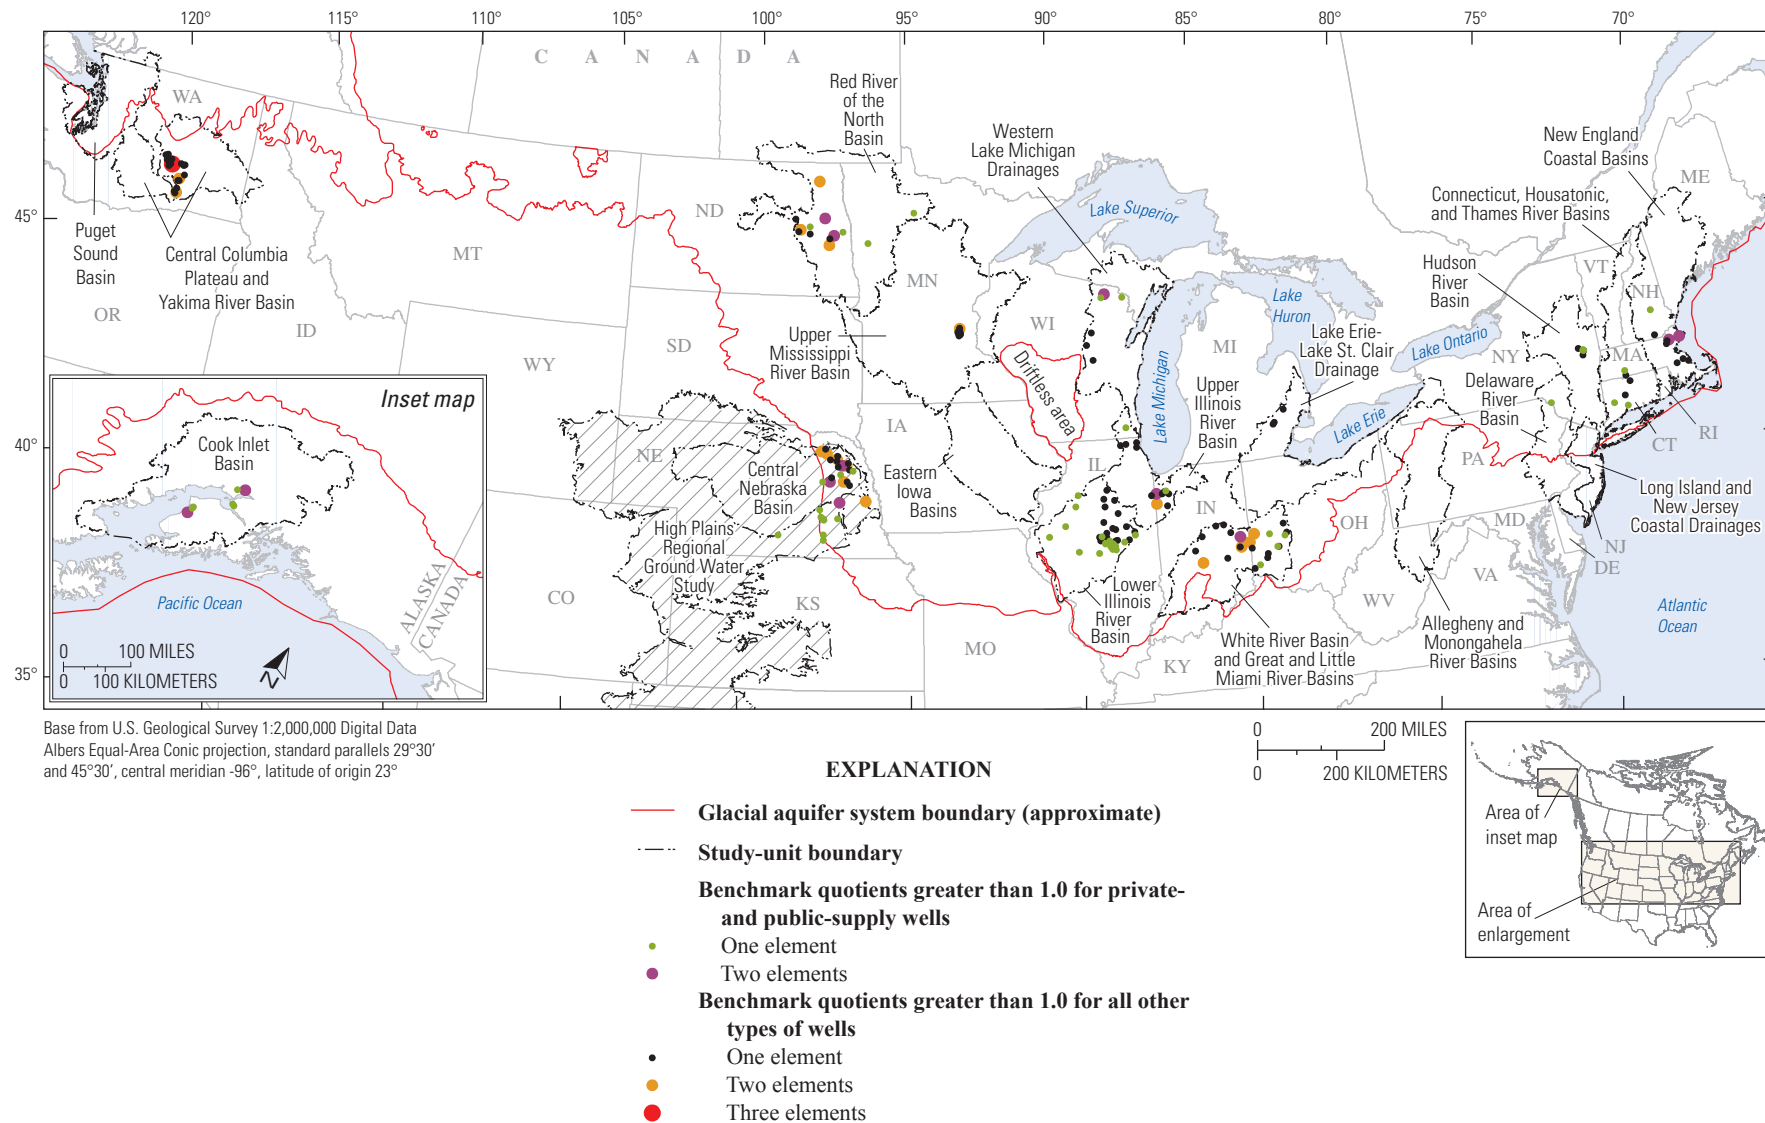 120°
115°
110°
105°
100°
95°
90°
85°
80°
75°
70°
45°
40°
35°
C A N A D A
WA
OR
ID
MT
WY
ND
SD
NE
CO
KS
MN
IA
MO
WI
IL
MI
IN
KY
OH
WV
VA
PA
NY
MD
DE
NJ
CT
RI
MA
NH
VT
ME
Puget
Sound
Basin
Central Columbia
Plateau and
Yakima River Basin
Red River
of the
North
Basin
Western
Lake Michigan
Drainages
Upper
Mississippi
River Basin
Driftless area
Eastern
Iowa
Basins
Central
Nebraska
Basin
High Plains
Regional
Ground Water
Study
Upper
Illinois
River
Basin
Lower
Illinois
River
Basin
Lake Erie-
Lake St. Clair
Drainage
White River Basin
and Great and Little
Miami River Basins
Allegheny and
Monongahela
River Basins
Delaware
River
Basin
Hudson
River
Basin
Connecticut, Housatonic,
and Thames River Basins
New England
Coastal Basins
Long Island and
New Jersey
Coastal Drainages
Lake Superior
Lake Michigan
Lake
Huron
Lake Ontario
Lake Erie
Atlantic
Ocean
Inset map
Cook Inlet
Basin
Pacific Ocean
ALASKA
CANADA
0 100 MILES
0 100 KILOMETERS
N
Base from U.S. Geological Survey 1:2,000,000 Digital Data
Albers Equal-Area Conic projection, standard parallels 29°30′
and 45°30′, central meridian -96°, latitude of origin 23°
0 200 MILES
0 200 KILOMETERS
EXPLANATION
Glacial aquifer system boundary (approximate)
Study-unit boundary
Benchmark quotients greater than 1.0 for private-
and public-supply wells
One element
Two elements
Benchmark quotients greater than 1.0 for all other
types of wells
One element
Two elements
Three elements
Area of
inset map
Area of
enlargement